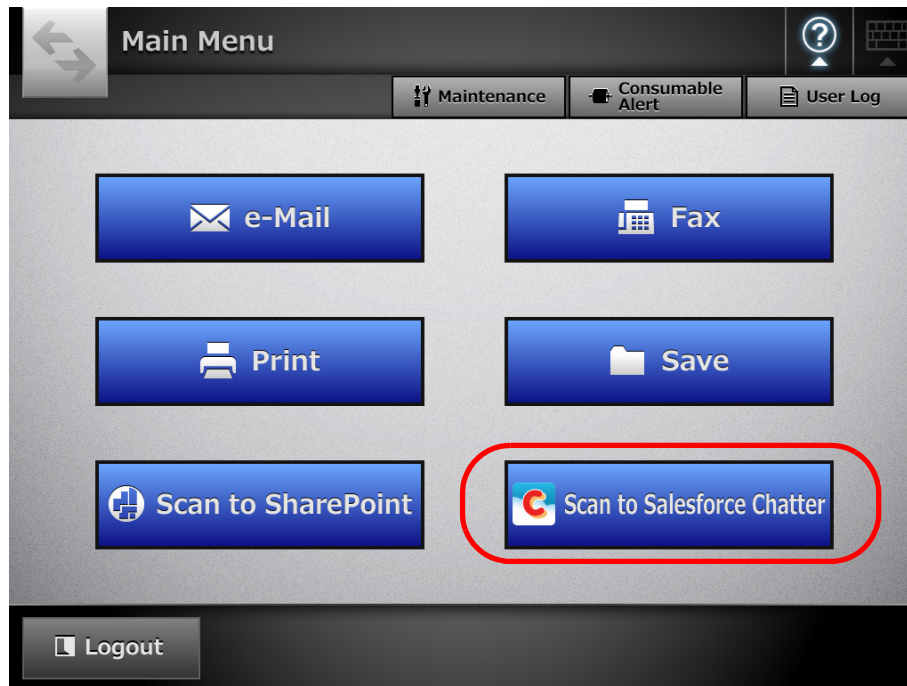 Main Menu
?
Maintenance
Consumable
Alert
User Log
e-Mail
Fax
Print
Save
Scan to SharePoint
C Scan to Salesforce Chatter
Logout